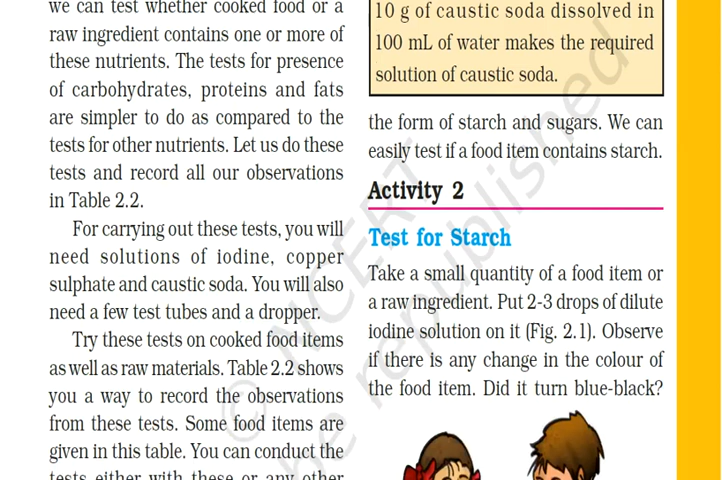 we can test whether cooked food or a
raw ingredient contains one or more of
these nutrients. The tests for presence
of carbohydrates, proteins and fats
are simpler to do as compared to the
tests for other nutrients. Let us do these
tests and record all our observations
in Table 2.2.
For carrying out these tests, you will
need solutions of iodine, copper
sulphate and caustic soda. You will also
need a few test tubes and a dropper.
Try these tests on cooked food items
as well as raw materials. Table 2.2 shows
you a way to record the observations
from these tests. Some food items are
given in this table. You can conduct the
tests either with these or any other
10 g of caustic soda dissolved in
100 mL of water makes the required
solution of caustic soda.
the form of starch and sugars. We can
easily test if a food item contains starch.
Activity 2
Test for Starch
Take a small quantity of a food item or
a raw ingredient. Put 2-3 drops of dilute
iodine solution on it (Fig. 2.1). Observe
if there is any change in the colour of
the food item. Did it turn blue-black?
© NCERT
be republished